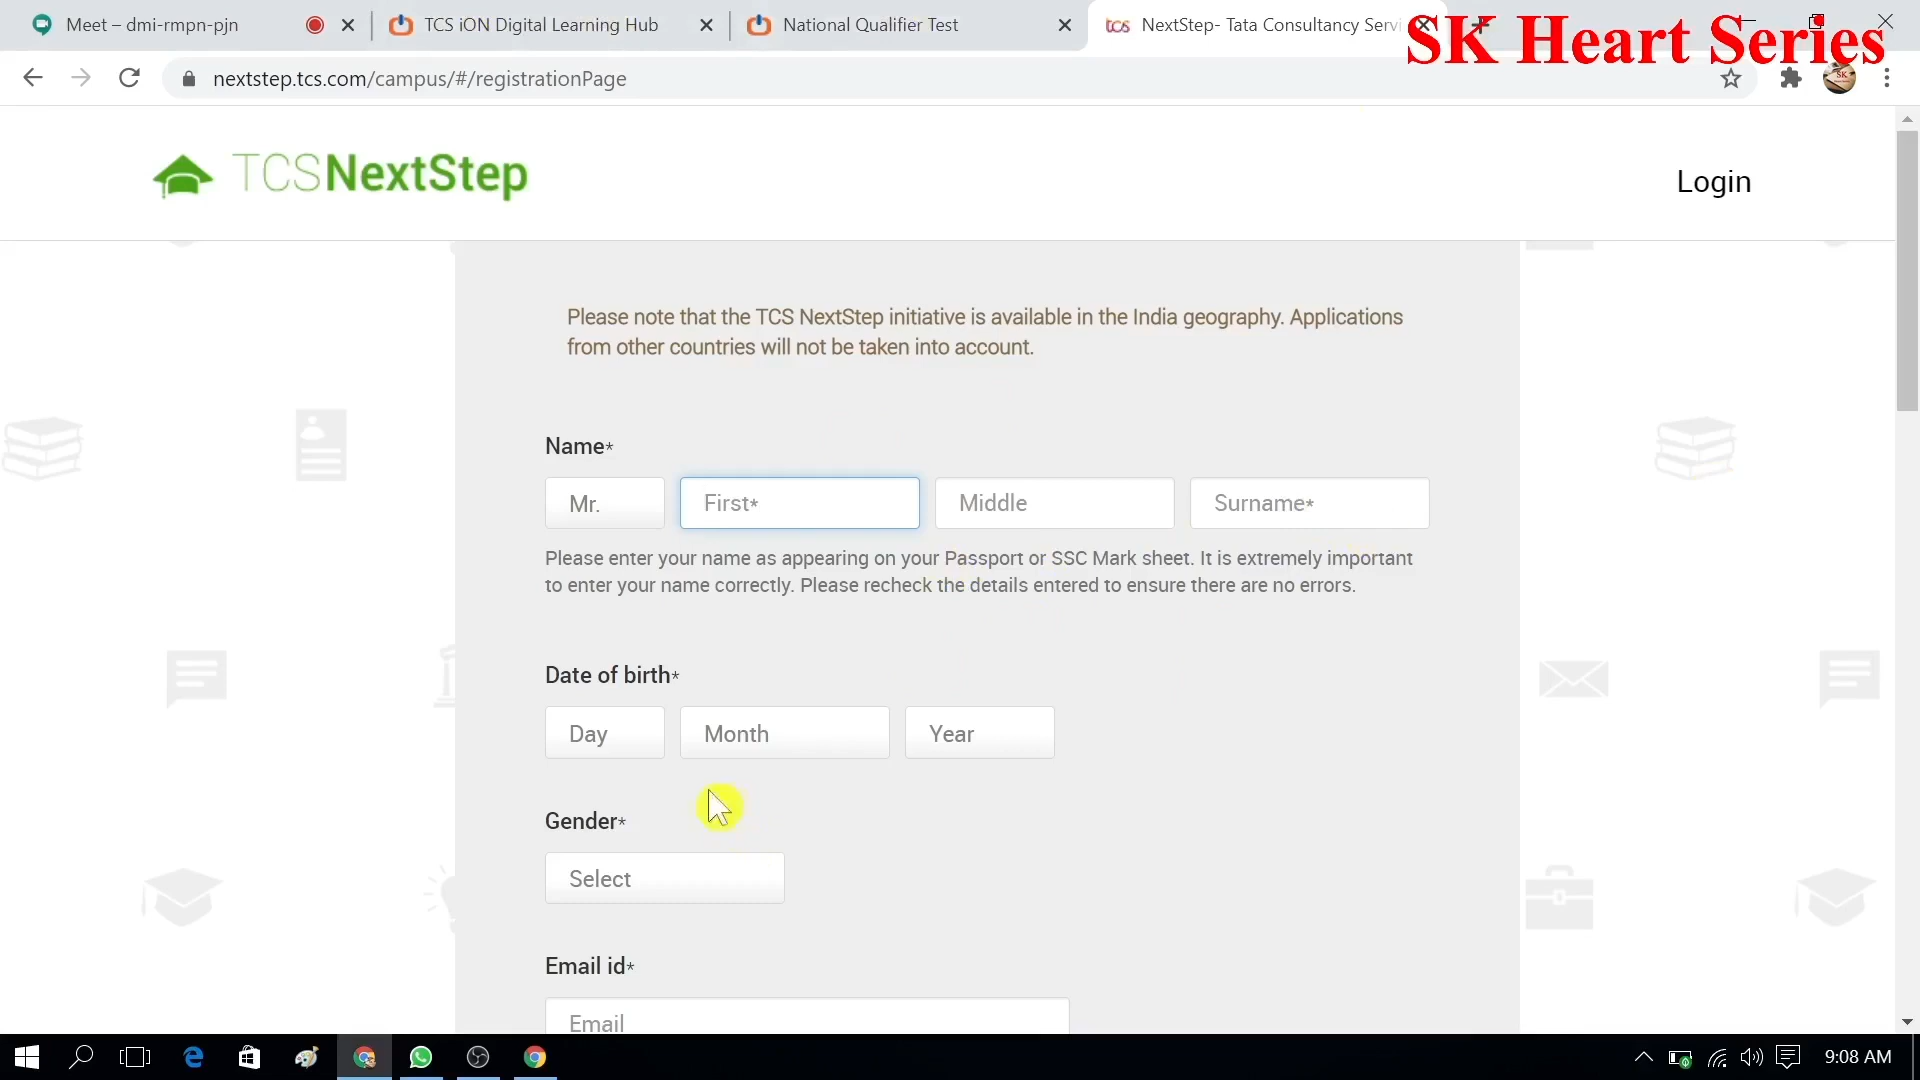 Meet – dmi-rmpn-pjn
TCS iON Digital Learning Hub
National Qualifier Test
NextStep- Tata Consultancy Servi
SK Heart Series
nextstep.tcs.com/campus/#/registrationPage
TCSNextStep
Login
Please note that the TCS NextStep initiative is available in the India geography. Applications
from other countries will not be taken into account.
Name*
Mr.
First*
Middle
Surname*
Please enter your name as appearing on your Passport or SSC Mark sheet. It is extremely important
to enter your name correctly. Please recheck the details entered to ensure there are no errors.
Date of birth*
Day
Month
Year
Gender*
Select
Email id*
Email
9:08 AM